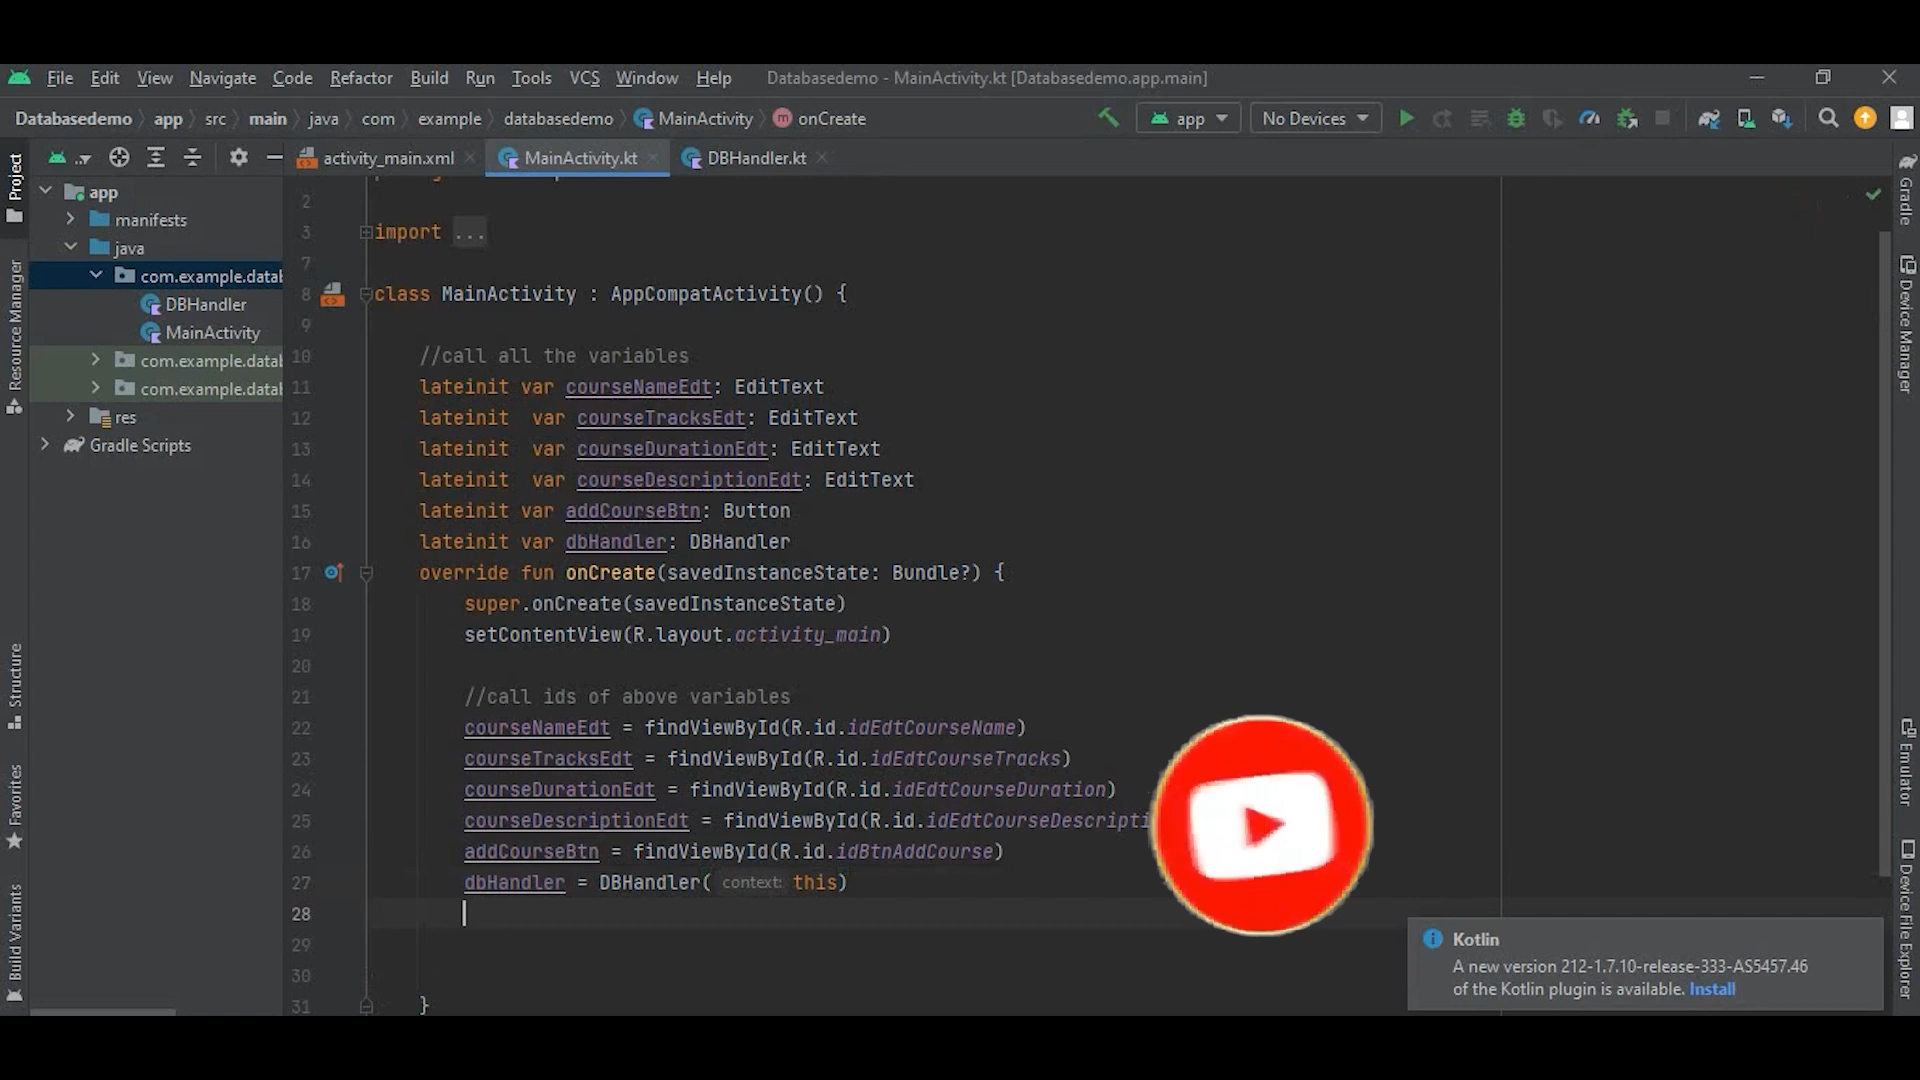 File Edit View Navigate Code Refactor Build Run Tools VCS Window Help Databasedemo - MainActivity.kt [Databasedemo.app.main]
Databasedemo app src main java com example databasedemo MainActivity onCreate app No Devices
activity_main.xml MainActivity.kt DBHandler.kt
Project
Resource Manager
Structure
Favorites
Build Variants
app
manifests
java
com.example.datab
DBHandler
MainActivity
com.example.datab
com.example.datab
res
Gradle Scripts
2
3 import ...
7
8 class MainActivity : AppCompatActivity() {
9
10 //call all the variables
11 lateinit var courseNameEdt: EditText
12 lateinit  var courseTracksEdt: EditText
13 lateinit  var courseDurationEdt: EditText
14 lateinit  var courseDescriptionEdt: EditText
15 lateinit var addCourseBtn: Button
16 lateinit var dbHandler: DBHandler
17 override fun onCreate(savedInstanceState: Bundle?) {
18 super.onCreate(savedInstanceState)
19 setContentView(R.layout.activity_main)
20
21 //call ids of above variables
22 courseNameEdt = findViewById(R.id.idEdtCourseName)
23 courseTracksEdt = findViewById(R.id.idEdtCourseTracks)
24 courseDurationEdt = findViewById(R.id.idEdtCourseDuration)
25 courseDescriptionEdt = findViewById(R.id.idEdtCourseDescripti
26 addCourseBtn = findViewById(R.id.idBtnAddCourse)
27 dbHandler = DBHandler( context: this)
28
29
30
31 }
Gradle
Device Manager
Emulator
Device File Explorer
Kotlin
A new version 212-1.7.10-release-333-AS5457.46
of the Kotlin plugin is available. Install